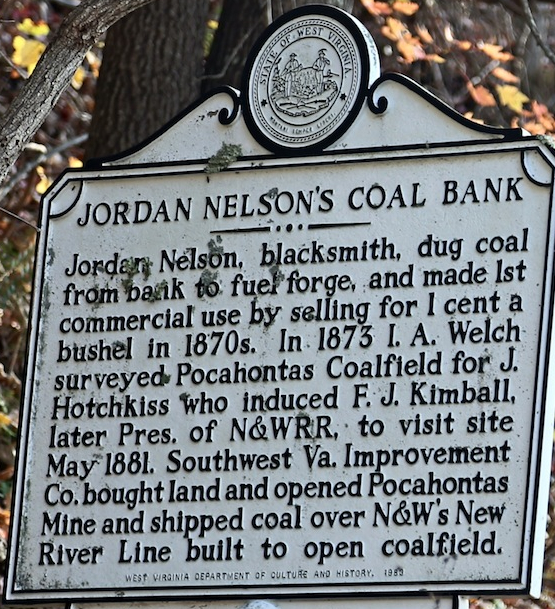 STATE OF WEST VIRGINIA
MONTANI SEMPER LIBERI
JORDAN NELSON'S COAL BANK
Jordan Nelson, blacksmith, dug coal
from bank to fuel forge, and made 1st
commercial use by selling for 1 cent a
bushel in 1870s. In 1873 I. A. Welch
surveyed Pocahontas Coalfield for J.
Hotchkiss who induced F. J. Kimball,
later Pres. of N&WRR, to visit site
May 1881. Southwest Va. Improvement
Co. bought land and opened Pocahontas
Mine and shipped coal over N&W's New
River Line built to open coalfield.
WEST VIRGINIA DEPARTMENT OF CULTURE AND HISTORY,